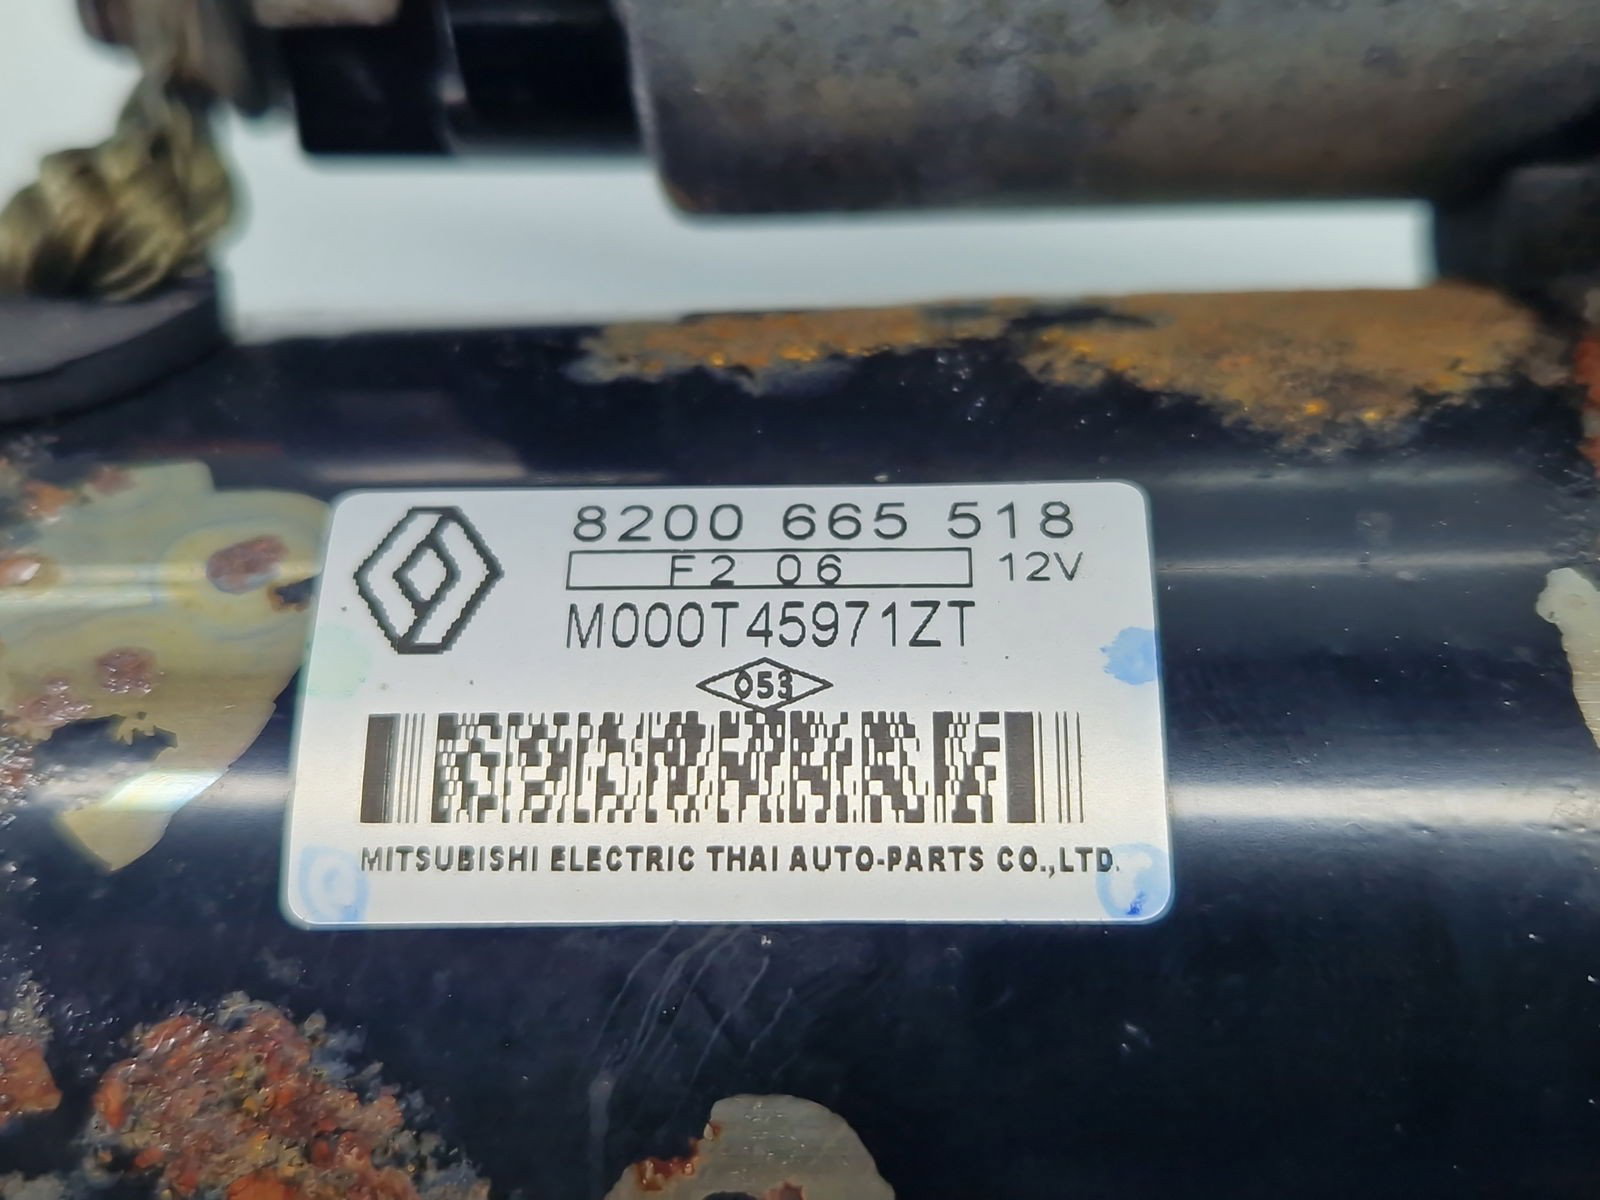 8200 665 518
F2 06 12V
M000T45971ZT
053
MITSUBISHI ELECTRIC THAI AUTO-PARTS CO.,LTD.